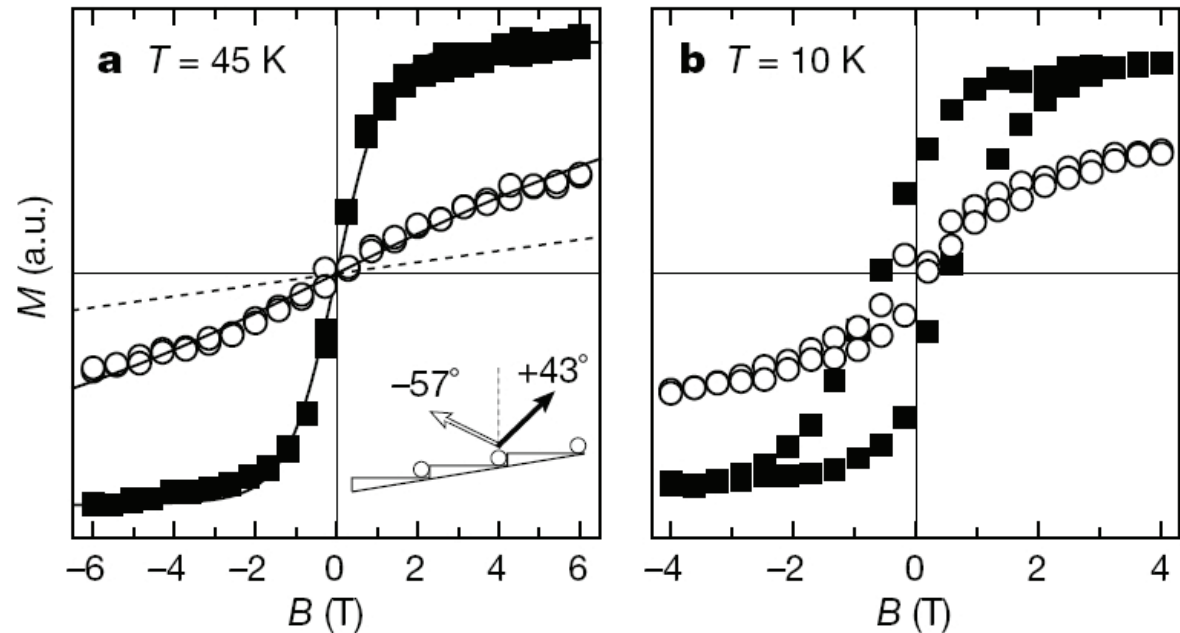 a T = 45 K
b T = 10 K
M (a.u.)
−57°
+43°
−6 −4 −2 0 2 4 6
−4 −2 0 2 4
B (T)
B (T)